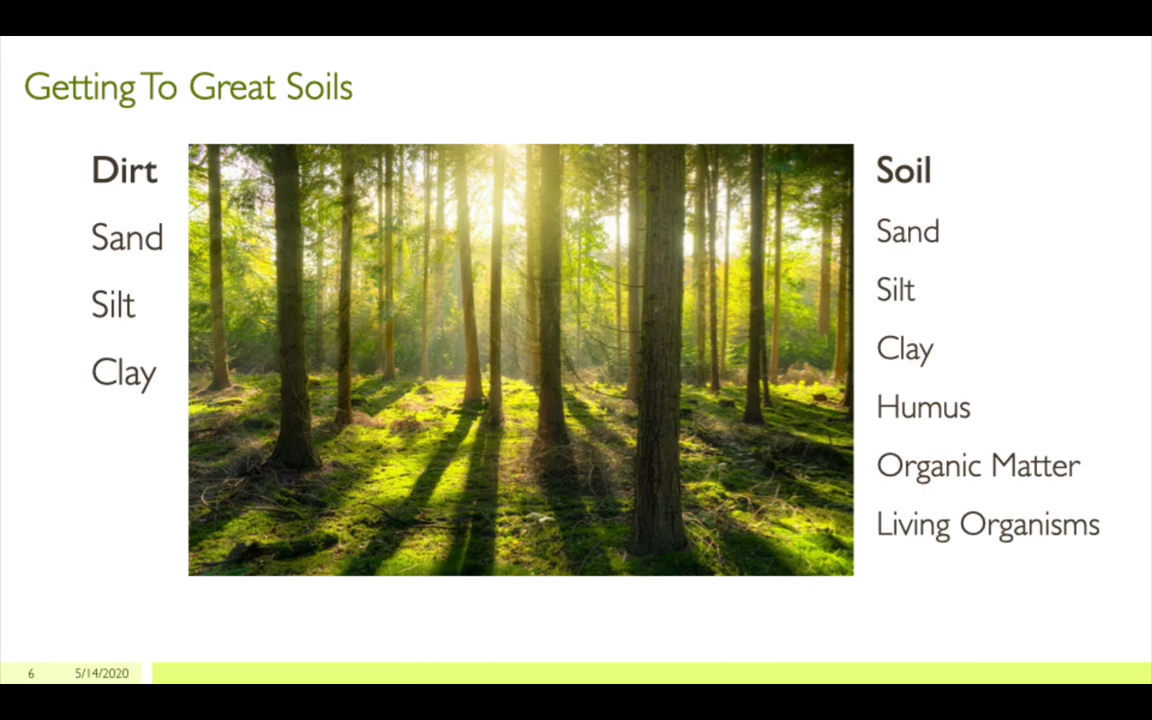 Getting To Great Soils
Dirt
Sand
Silt
Clay
Soil
Sand
Silt
Clay
Humus
Organic Matter
Living Organisms
6
5/14/2020